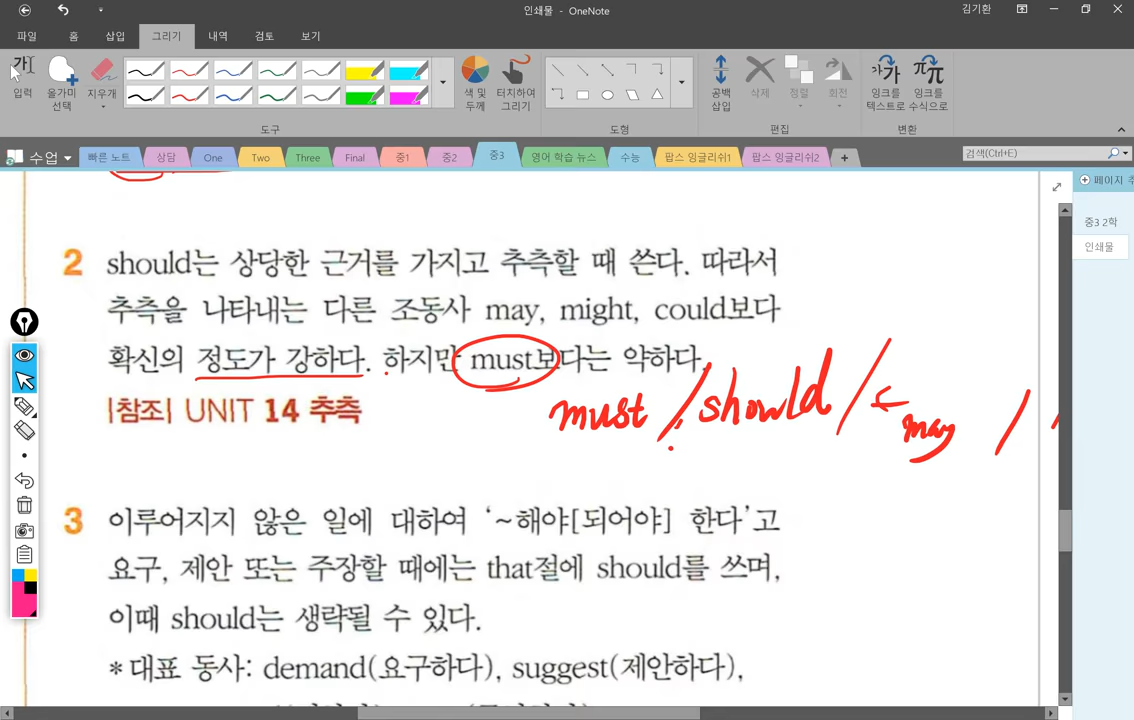 인쇄물 - OneNote
김기환
파일 홈 삽입 그리기 내역 검토 보기
입력
올가미 선택
지우개
색 및 두께
터치하여 그리기
공백 삽입
삭제
정렬
회전
잉크를 텍스트로
잉크를 수식으로
도구 도형 편집 변환
수업 빠른 노트 상담 One Two Three Final 중1 중2 중3 영어 학습 뉴스 수능 팝스 잉글리쉬1 팝스 잉글리쉬2
검색(Ctrl+E)
페이지 추
중3 2학
인쇄물
2 should는 상당한 근거를 가지고 추측할 때 쓴다. 따라서
추측을 나타내는 다른 조동사 may, might, could보다
확신의 정도가 강하다. 하지만 must보다는 약하다.
|참조| UNIT 14 추측
must / should / ← may /
3 이루어지지 않은 일에 대하여 ‘~해야[되어야] 한다’고
요구, 제안 또는 주장할 때에는 that절에 should를 쓰며,
이때 should는 생략될 수 있다.
* 대표 동사: demand(요구하다), suggest(제안하다),